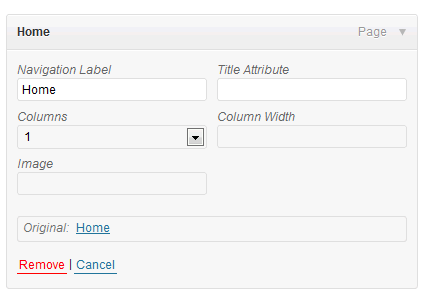 Home Page
Navigation Label Title Attribute
Home
Columns Column Width
1
Image
Original: Home
Remove | Cancel